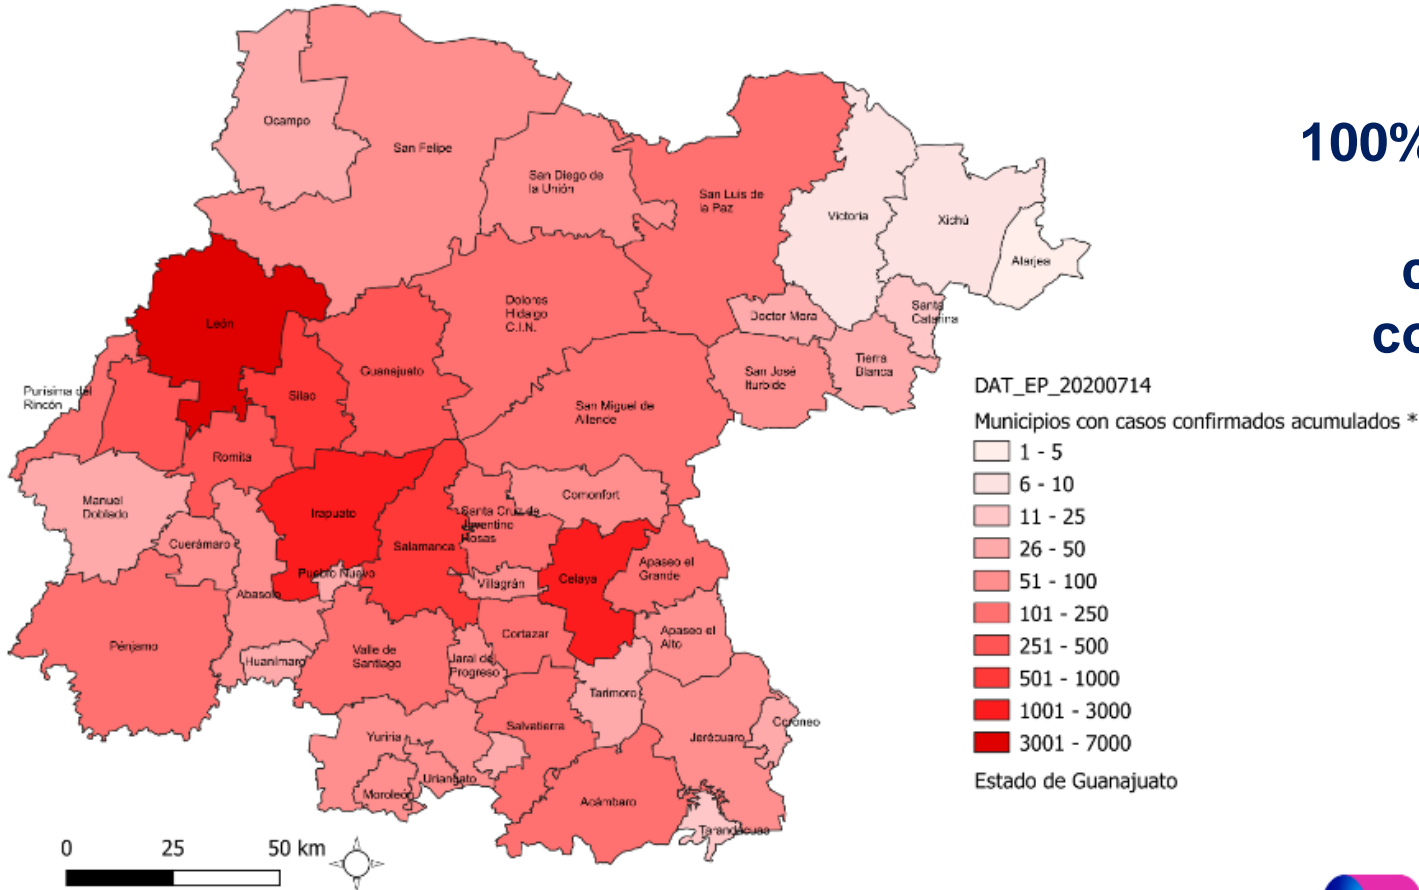 Ocampo
San Felipe
San Diego de
la Unión
San Luis de
la Paz
Victoria
Xichú
Atarjea
100%
c
co
León
Dolores
Hidalgo
C.I.N.
Doctor Mora
Santa
Catarina
Guanajuato
Silao
San José
Iturbide
Tierra
Blanca
Purísima del
Rincón
San Miguel de
Allende
Romita
Manuel
Doblado
Irapuato
Comonfort
Santa Cruz de
Juventino
Rosas
Cuerámaro
Salamanca
Pueblo Nuevo
Villagrán
Celaya
Apaseo el
Grande
Abasolo
Pénjamo
Huanímaro
Valle de
Santiago
Cortazar
Jaral del
Progreso
Apaseo el
Alto
Tarimoro
Salvatierra
Yuriria
Jerécuaro
Coroneo
Uriangato
Moroleón
Acámbaro
Tarandacuao
0 25 50 km
DAT_EP_20200714
Municipios con casos confirmados acumulados *
1 - 5
6 - 10
11 - 25
26 - 50
51 - 100
101 - 250
251 - 500
501 - 1000
1001 - 3000
3001 - 7000
Estado de Guanajuato